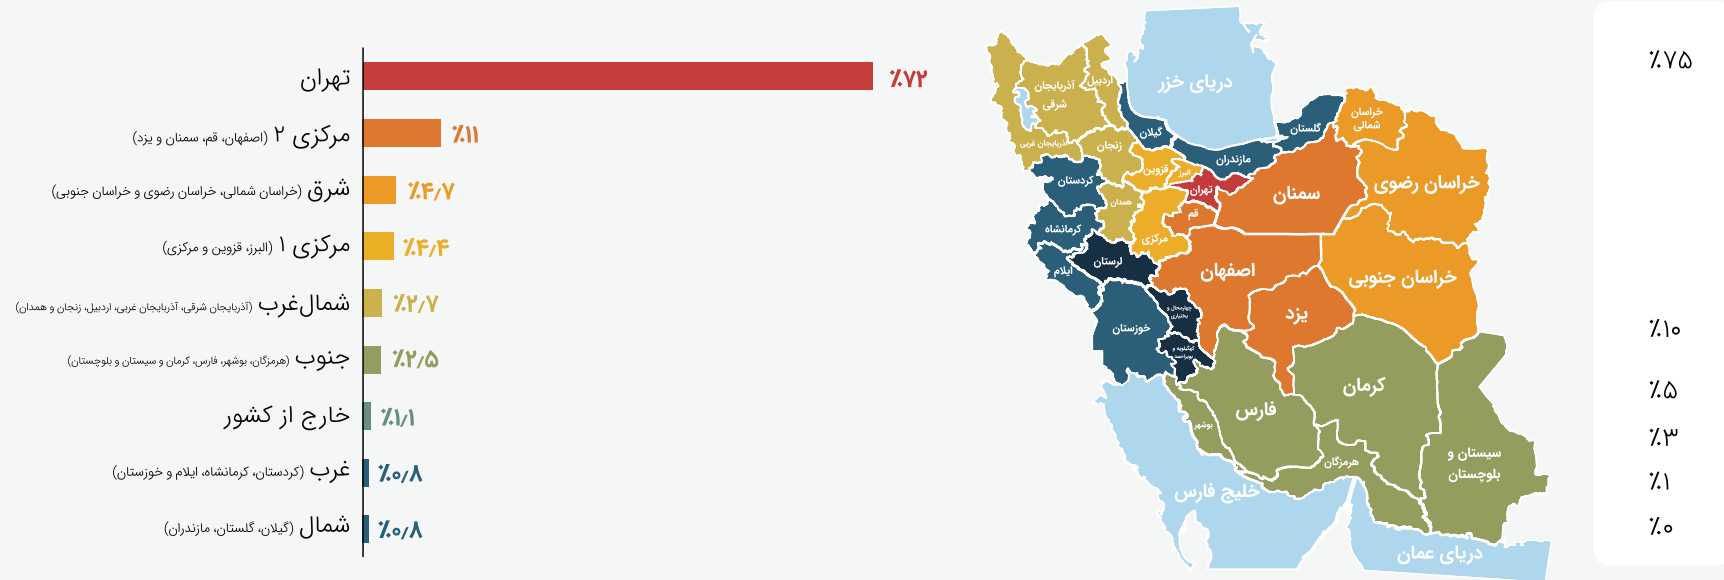 تهران ٪۷۲
مرکزی ۲ (اصفهان، قم، سمنان و یزد) ٪۱۱
شرق (خراسان شمالی، خراسان رضوی و خراسان جنوبی) ٪۴٫۷
مرکزی ۱ (البرز، قزوین و مرکزی) ٪۴٫۴
شمال‌غرب (آذربایجان شرقی، آذربایجان غربی، اردبیل، زنجان و همدان) ٪۲٫۷
جنوب (هرمزگان، بوشهر، فارس، کرمان و سیستان و بلوچستان) ٪۲٫۵
خارج از کشور ٪۱٫۱
غرب (کردستان، کرمانشاه، ایلام و خوزستان) ٪۰٫۸
شمال (گیلان، گلستان، مازندران) ٪۰٫۸
دریای خزر
اردبیل
آذربایجان
شرقی
آذربایجان غربی
گیلان
زنجان
قزوین
البرز
تهران
مازندران
گلستان
خراسان
شمالی
خراسان رضوی
سمنان
کردستان
همدان
قم
مرکزی
کرمانشاه
ایلام
لرستان
اصفهان
خراسان جنوبی
یزد
چهارمحال و
بختیاری
خوزستان
کهگیلویه و
بویراحمد
کرمان
فارس
بوشهر
هرمزگان
سیستان و
بلوچستان
خلیج فارس
دریای عمان
٪۷۵
٪۱۰
٪۵
٪۳
٪۱
٪۰